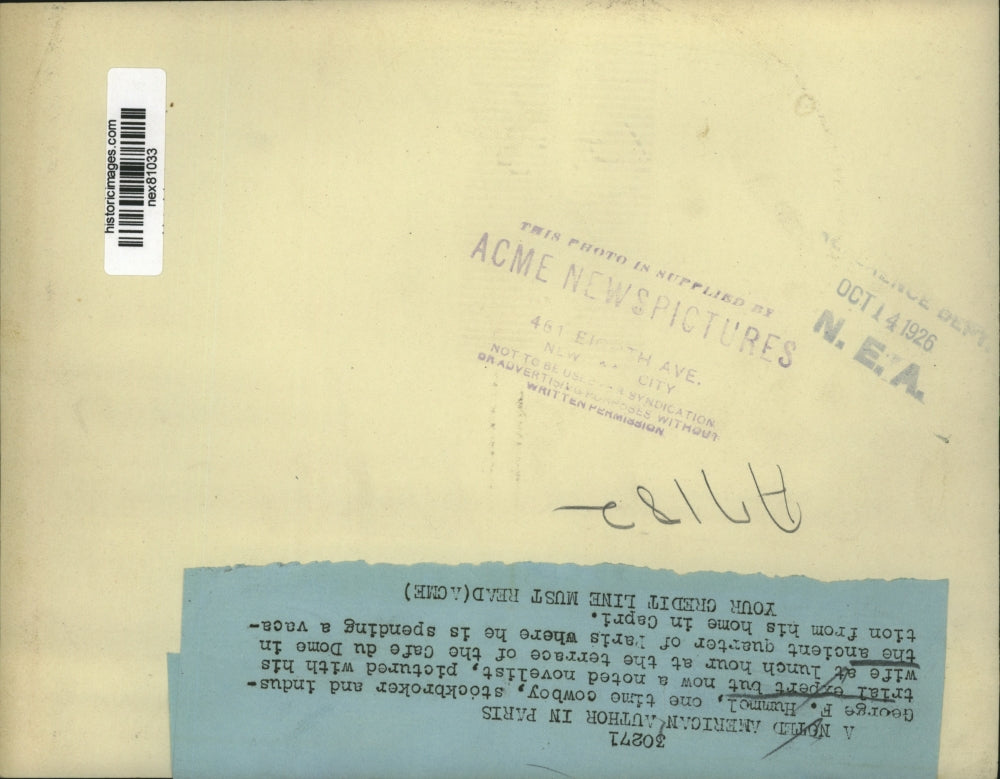 historicimages.com
nex81033
THIS PHOTO IS SUPPLIED BY
ACME NEWSPICTURES
461 EIGHTH AVE.
NEW CITY
NOT TO BE USED SYNDICATION
OR ADVERTISING PURPOSES WITHOUT
WRITTEN PERMISSION
DEPT.
OCT 14 1926
N. E. A.
30271
A NOTED AMERICAN AUTHOR IN PARIS
George F. Hummel, one time cowboy, stockbroker and indus-
trial expert but now a noted novelist, pictured with his
wife at lunch hour at the terrace of the Cafe du Dome in
the ancient quarter of Paris where he is spending a vaca-
tion from his home in Capri.
YOUR CREDIT LINE MUST READ(ACME)